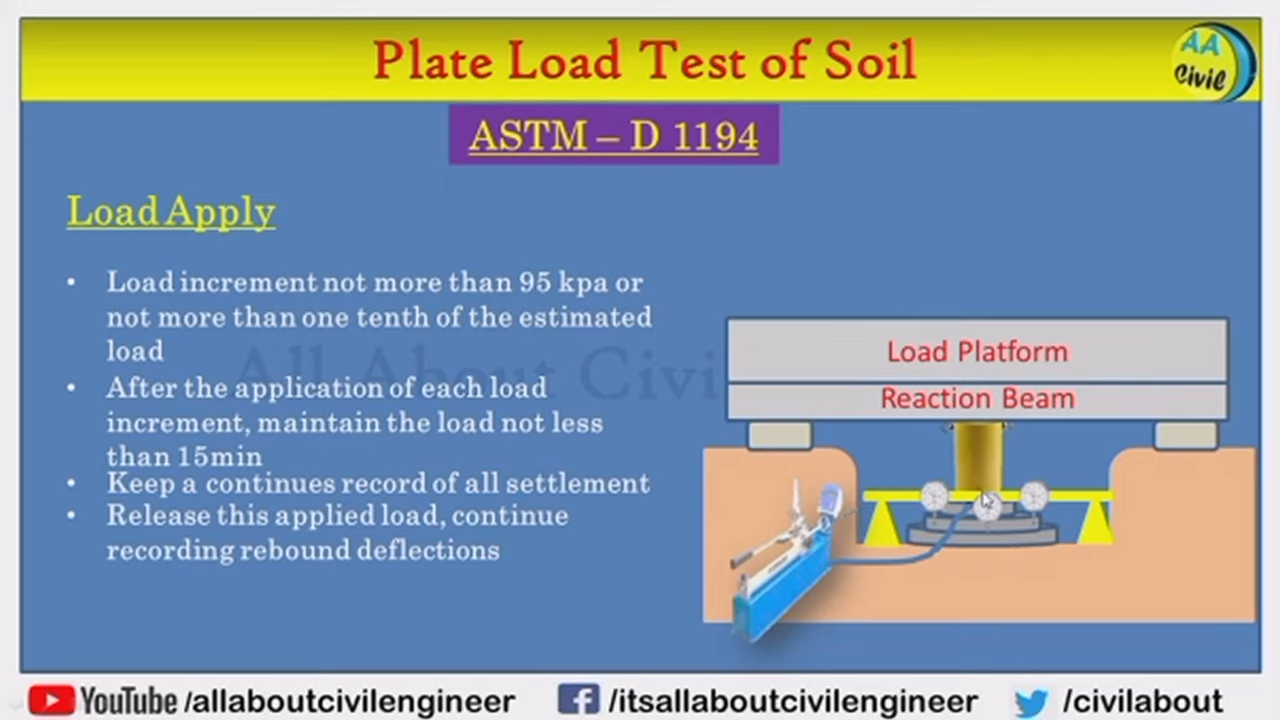 Plate Load Test of Soil
AA
Civil
ASTM – D 1194
Load Apply
• Load increment not more than 95 kpa or
not more than one tenth of the estimated
load
All About Civi
• After the application of each load
increment, maintain the load not less
than 15min
• Keep a continues record of all settlement
• Release this applied load, continue
recording rebound deflections
Load Platform
Reaction Beam
YouTube /allaboutcivilengineer
f /itsallaboutcivilengineer
/civilabout